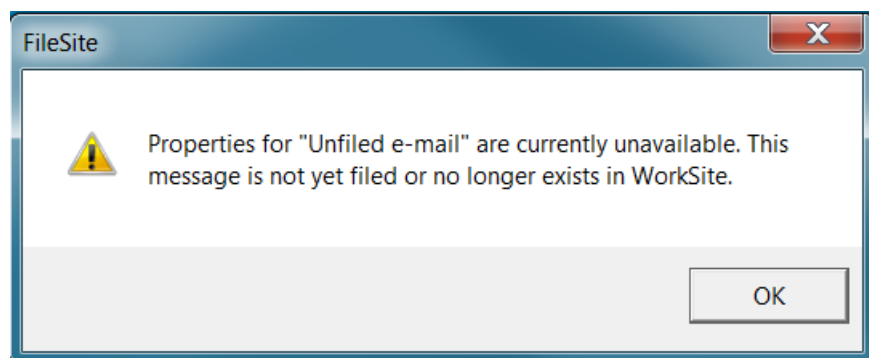 FileSite
Properties for "Unfiled e-mail" are currently unavailable. This
message is not yet filed or no longer exists in WorkSite.
OK